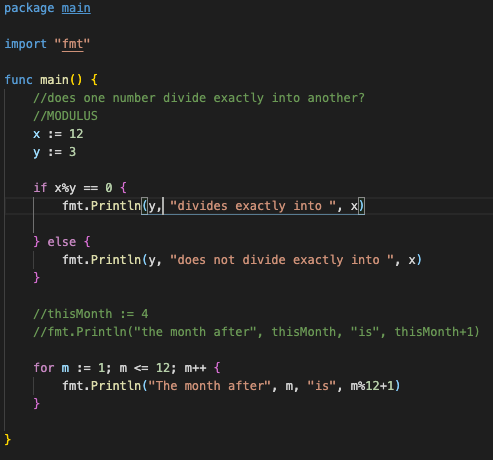 package main
import "fmt"
func main() {
//does one number divide exactly into another?
//MODULUS
x := 12
y := 3
if x%y == 0 {
fmt.Println(y, "divides exactly into ", x)
} else {
fmt.Println(y, "does not divide exactly into ", x)
}
//thisMonth := 4
//fmt.Println("the month after", thisMonth, "is", thisMonth+1)
for m := 1; m <= 12; m++ {
fmt.Println("The month after", m, "is", m%12+1)
}
}